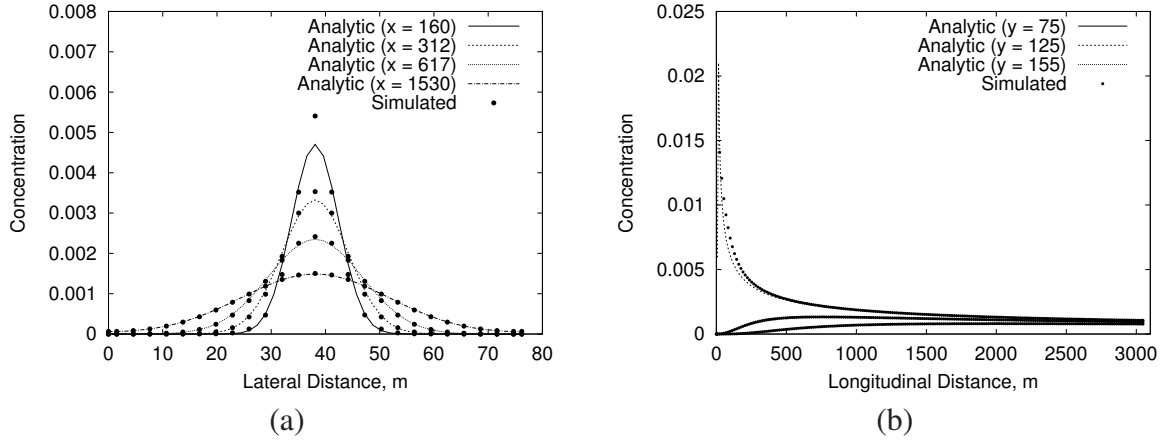 0.008
0.007
0.006
0.005
0.004
0.003
0.002
0.001
0
Concentration
Analytic (x = 160)
Analytic (x = 312)
Analytic (x = 617)
Analytic (x = 1530)
Simulated
0 10 20 30 40 50 60 70 80
Lateral Distance, m
(a)
0.025
0.02
0.015
0.01
0.005
0
Concentration
Analytic (y = 75)
Analytic (y = 125)
Analytic (y = 155)
Simulated
0 500 1000 1500 2000 2500 3000
Longitudinal Distance, m
(b)